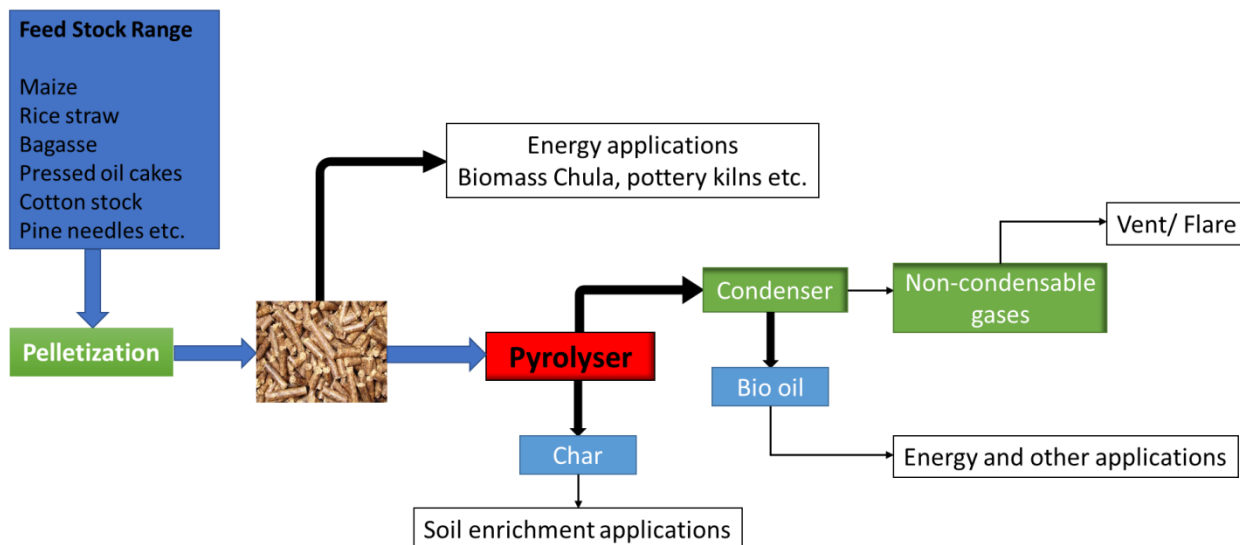 Feed Stock Range
Maize
Rice straw
Bagasse
Pressed oil cakes
Cotton stock
Pine needles etc.
Energy applications
Biomass Chula, pottery kilns etc.
Vent/ Flare
Condenser
Non-condensable
gases
Pelletization
Pyrolyser
Bio oil
Char
Energy and other applications
Soil enrichment applications